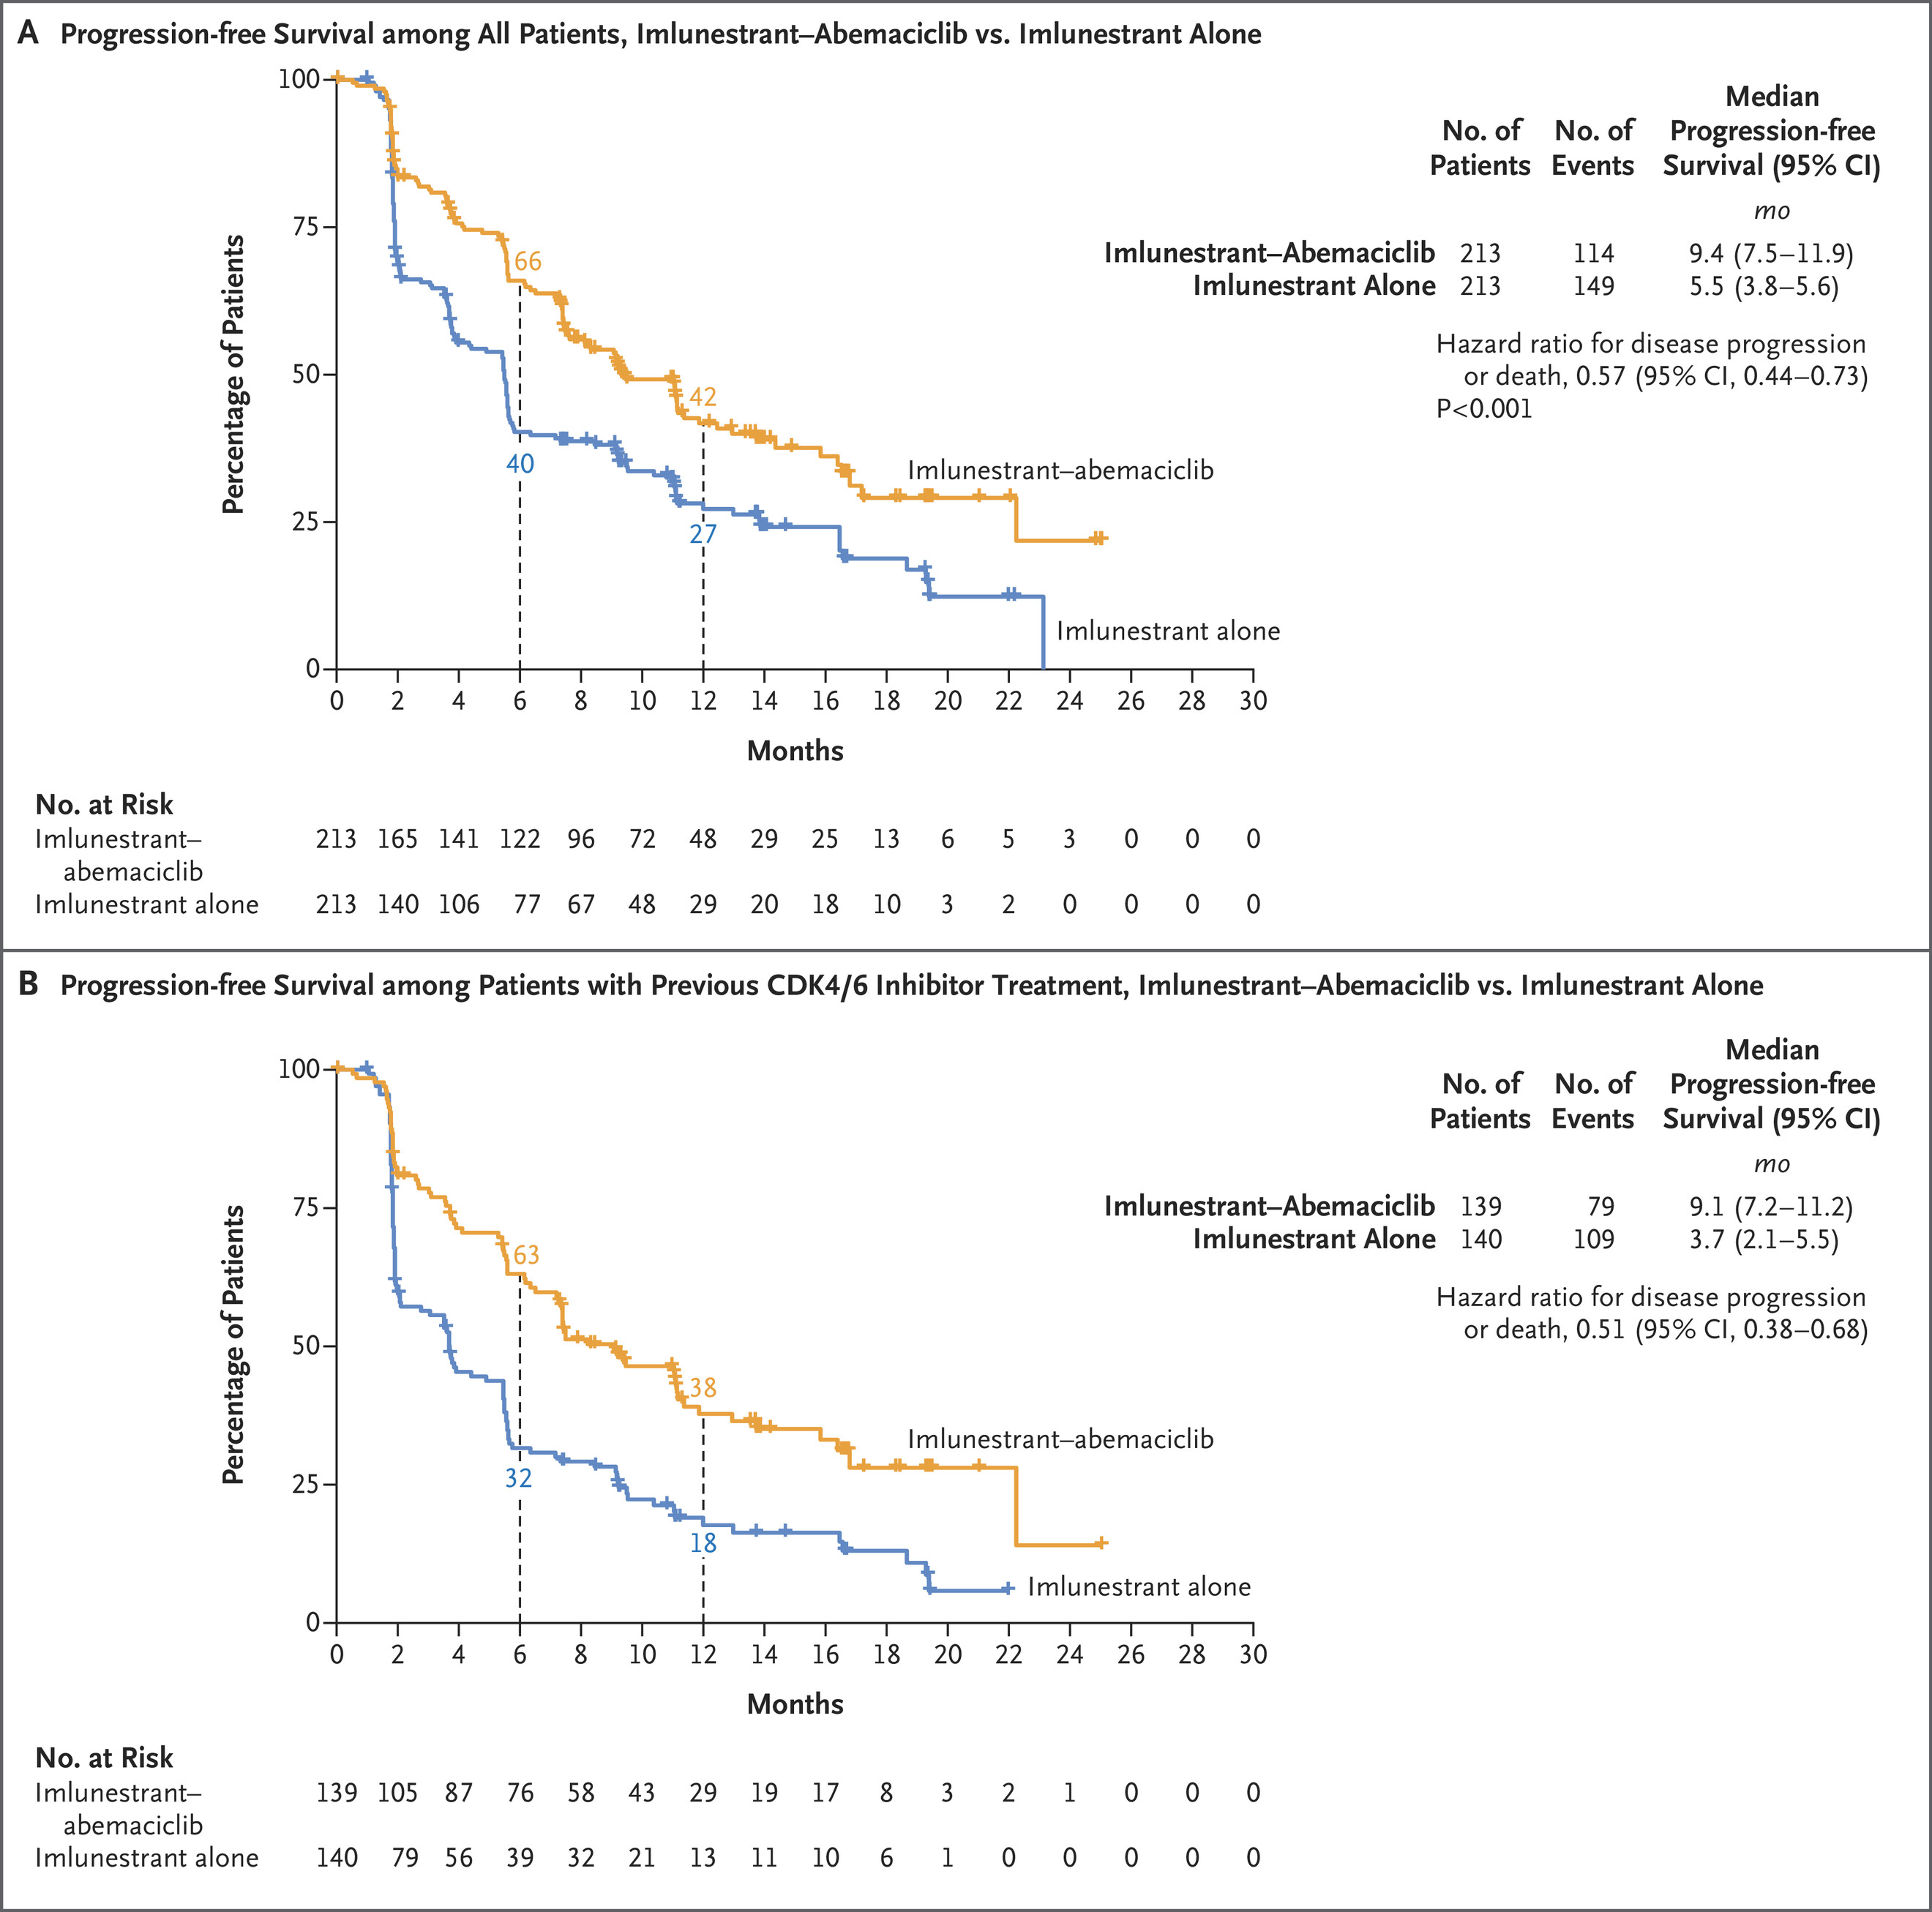 A Progression-free Survival among All Patients, Imlunestrant–Abemaciclib vs. Imlunestrant Alone
Percentage of Patients
100
75
50
25
0
66
40
42
27
Imlunestrant–abemaciclib
Imlunestrant alone
0 2 4 6 8 10 12 14 16 18 20 22 24 26 28 30
Months
No. of Patients
No. of Events
Median Progression-free Survival (95% CI)
mo
Imlunestrant–Abemaciclib 213 114 9.4 (7.5–11.9)
Imlunestrant Alone 213 149 5.5 (3.8–5.6)
Hazard ratio for disease progression
or death, 0.57 (95% CI, 0.44–0.73)
P<0.001
No. at Risk
Imlunestrant–
abemaciclib
213 165 141 122 96 72 48 29 25 13 6 5 3 0 0 0
Imlunestrant alone 213 140 106 77 67 48 29 20 18 10 3 2 0 0 0 0
B Progression-free Survival among Patients with Previous CDK4/6 Inhibitor Treatment, Imlunestrant–Abemaciclib vs. Imlunestrant Alone
Percentage of Patients
100
75
50
25
0
63
32
38
18
Imlunestrant–abemaciclib
Imlunestrant alone
0 2 4 6 8 10 12 14 16 18 20 22 24 26 28 30
Months
No. of Patients
No. of Events
Median Progression-free Survival (95% CI)
mo
Imlunestrant–Abemaciclib 139 79 9.1 (7.2–11.2)
Imlunestrant Alone 140 109 3.7 (2.1–5.5)
Hazard ratio for disease progression
or death, 0.51 (95% CI, 0.38–0.68)
No. at Risk
Imlunestrant–
abemaciclib
139 105 87 76 58 43 29 19 17 8 3 2 1 0 0 0
Imlunestrant alone 140 79 56 39 32 21 13 11 10 6 1 0 0 0 0 0